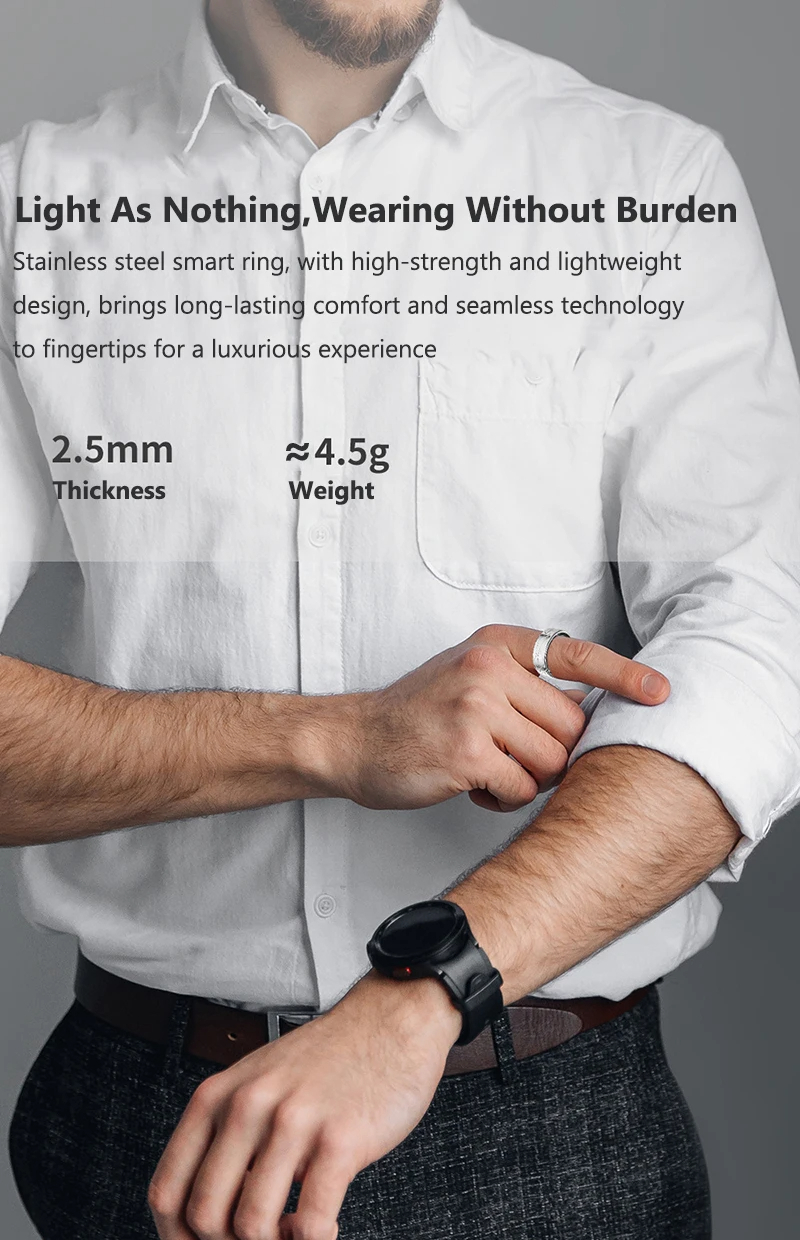 Light As Nothing,Wearing Without Burden
Stainless steel smart ring, with high-strength and lightweight
design, brings long-lasting comfort and seamless technology
to fingertips for a luxurious experience
2.5mm ≈4.5g
Thickness Weight